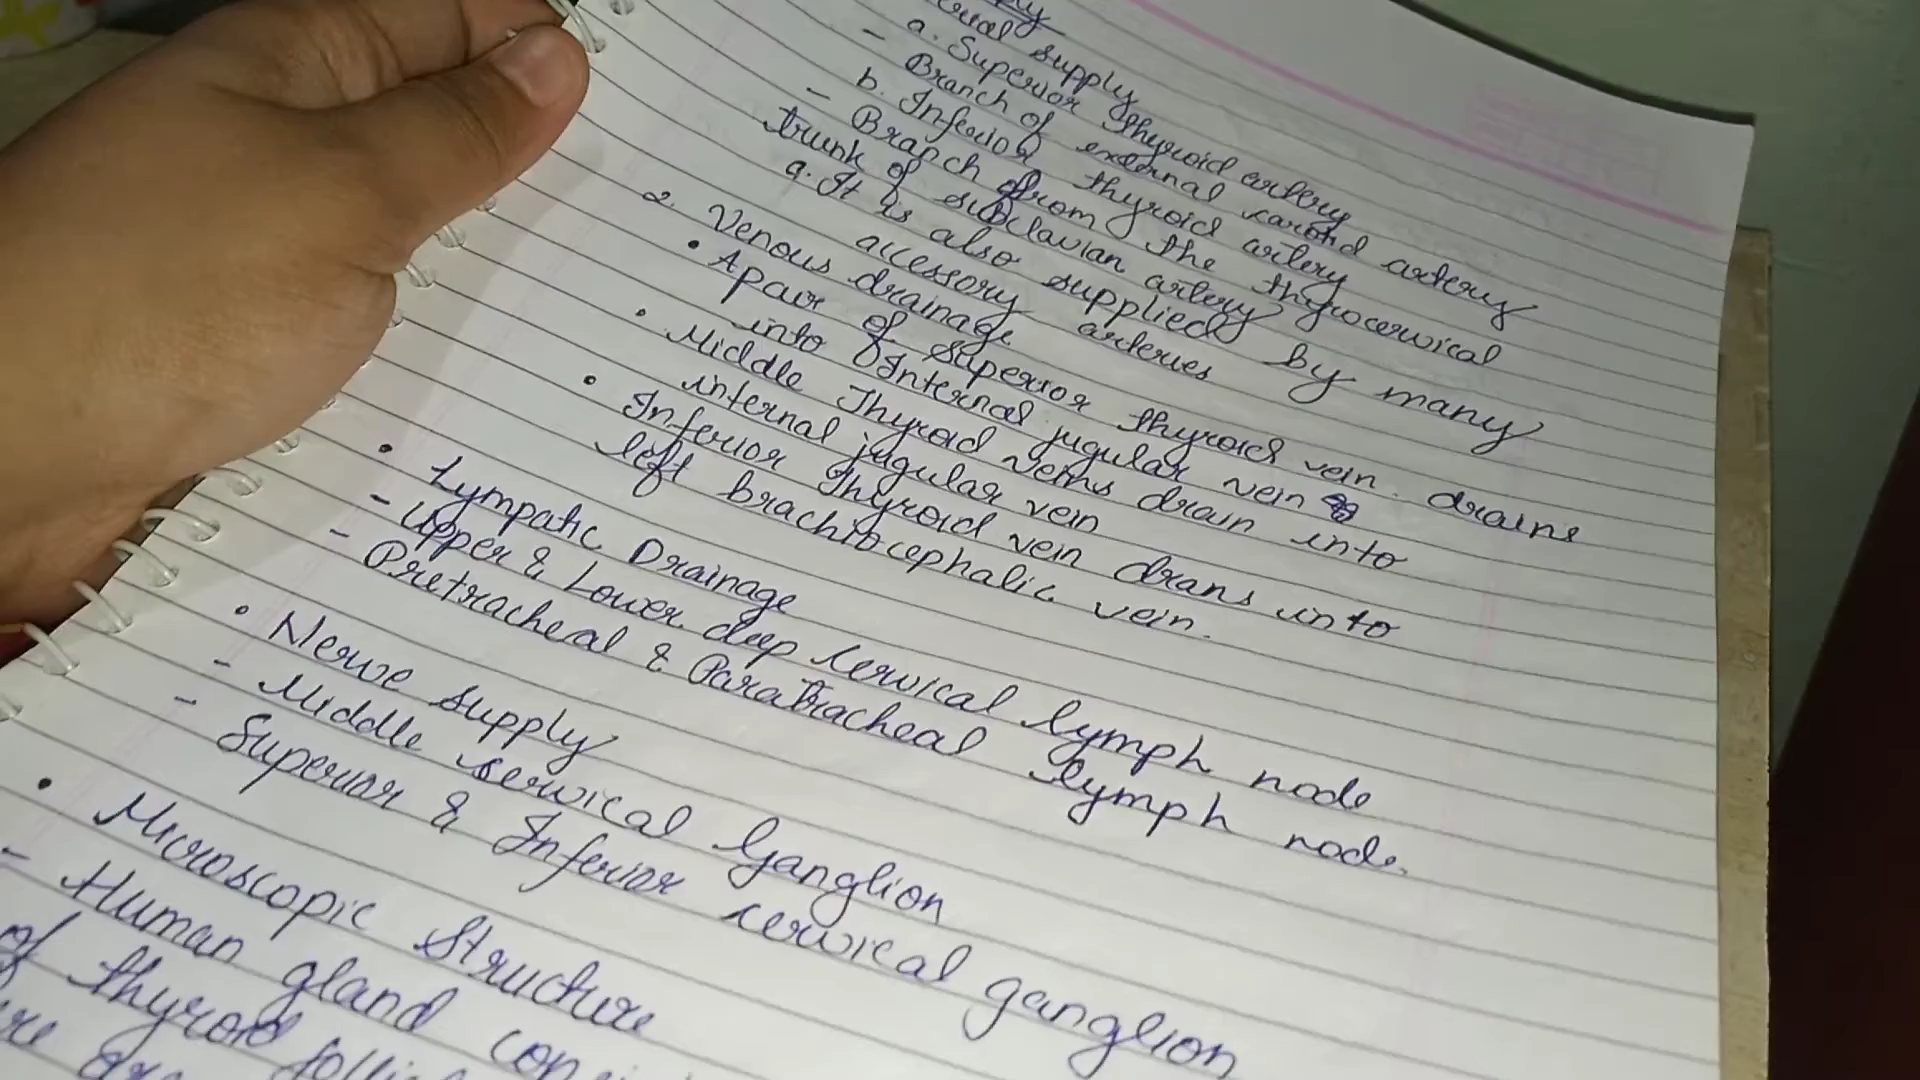 supply
a. Superior thyroid artery
- Branch of external carotid artery
b. Inferior thyroid artery
- Branch from the thyrocervical
trunk of subclavian artery
a. It is also supplied by many
accessory arteries
2. Venous drainage
• A pair of superior thyroid vein. drains
into Internal jugular vein
• Middle Thyroid veins drain into
internal jugular vein
• Inferior Thyroid vein drans into
left brachiocephalic vein.
• Lympatic Drainage
- Upper & Lower deep cervical lymph node
- Pretracheal & Paratracheal lymph node.
• Nerve supply
- Middle cervical Ganglion
- Superior & Inferior cervical ganglion
• Microscopic Structure
- Human gland
of thyroid